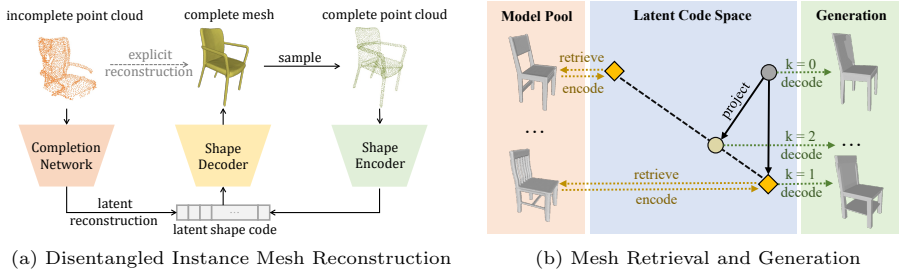 incomplete point cloud
complete mesh
complete point cloud
explicit
reconstruction
sample
Completion
Network
Shape
Decoder
Shape
Encoder
latent
reconstruction
...
latent shape code
(a) Disentangled Instance Mesh Reconstruction
Model Pool
Latent Code Space
Generation
retrieve
encode
k = 0
decode
project
...
k = 2
decode
...
retrieve
encode
k = 1
decode
(b) Mesh Retrieval and Generation